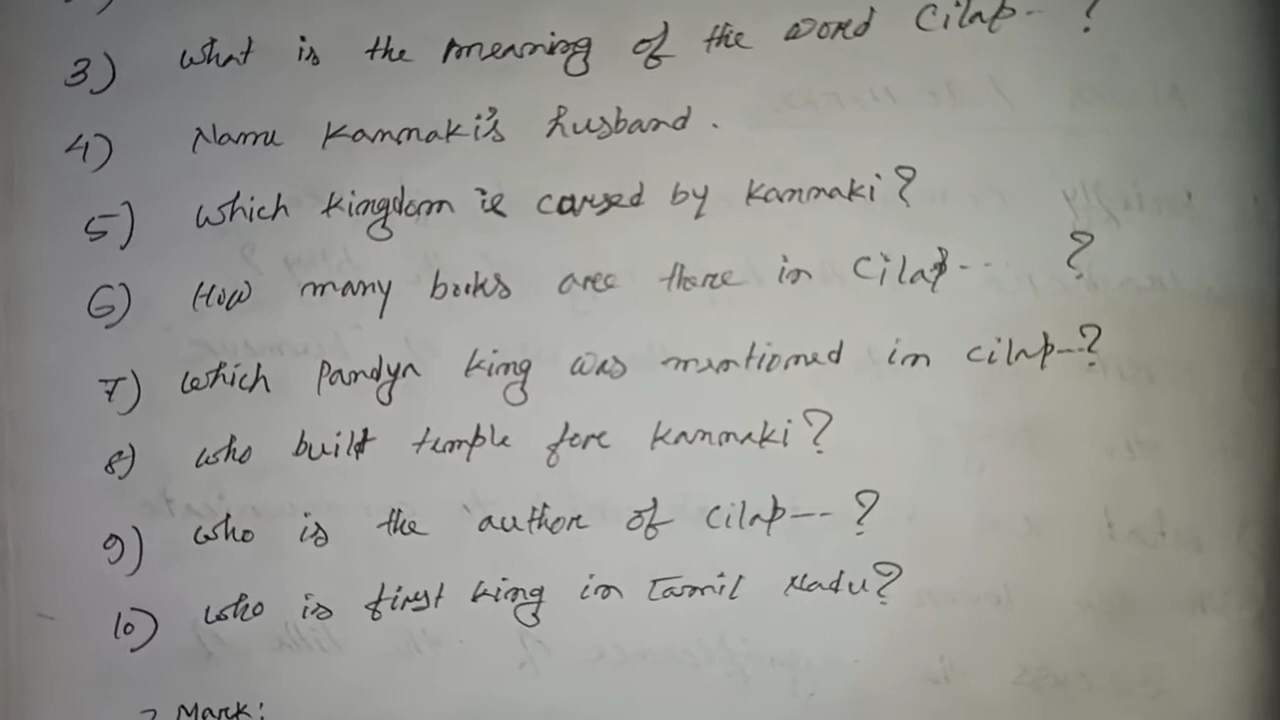 3) What is the meaning of the word Cilap-- ?
4) Name Kannaki's husband.
5) Which kingdom is cursed by Kannaki?
6) How many books are there in Cilap-- ?
7) Which Pandya king was mentioned in cilap--?
8) who built temple for Kannaki?
9) who is the author of cilap--- ?
10) who is first king in Tamil Nadu?
2 Mark: